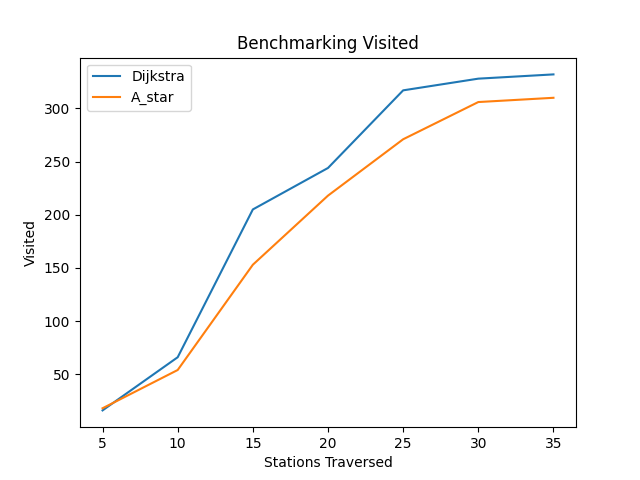 Benchmarking Visited
Dijkstra
A_star
300
250
200
150
100
50
Visited
5 10 15 20 25 30 35
Stations Traversed